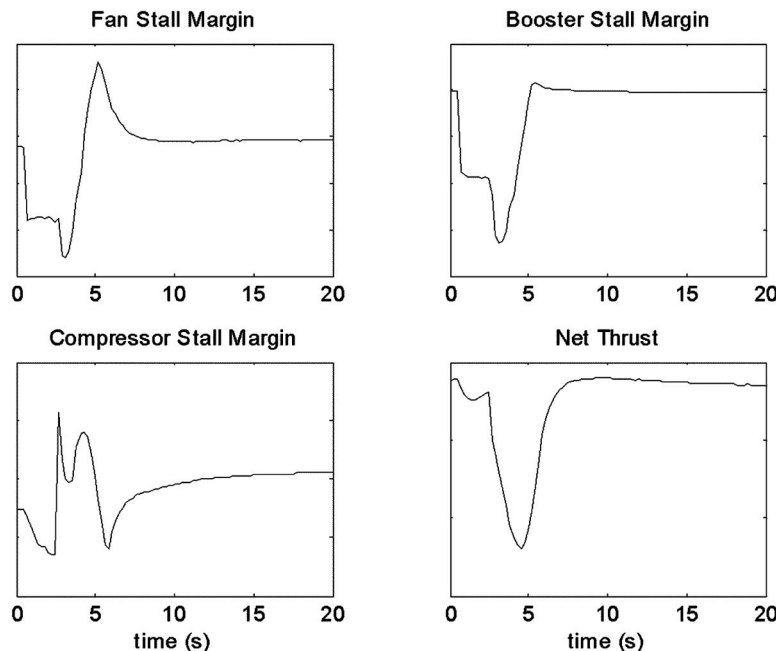 Fan Stall Margin
Booster Stall Margin
0 5 10 15 20
0 5 10 15 20
Compressor Stall Margin
Net Thrust
0 5 10 15 20
0 5 10 15 20
time (s)
time (s)